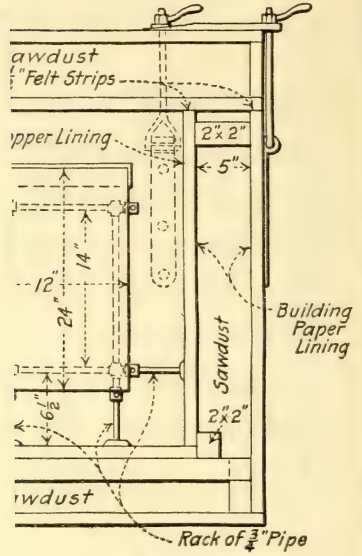 awdust
"Felt Strips
opper Lining
2"x 2"
5"
12"
14"
24"
Building
Paper
Lining
Sawdust
6½"
2"x 2"
wdust
Rack of ¾"Pipe